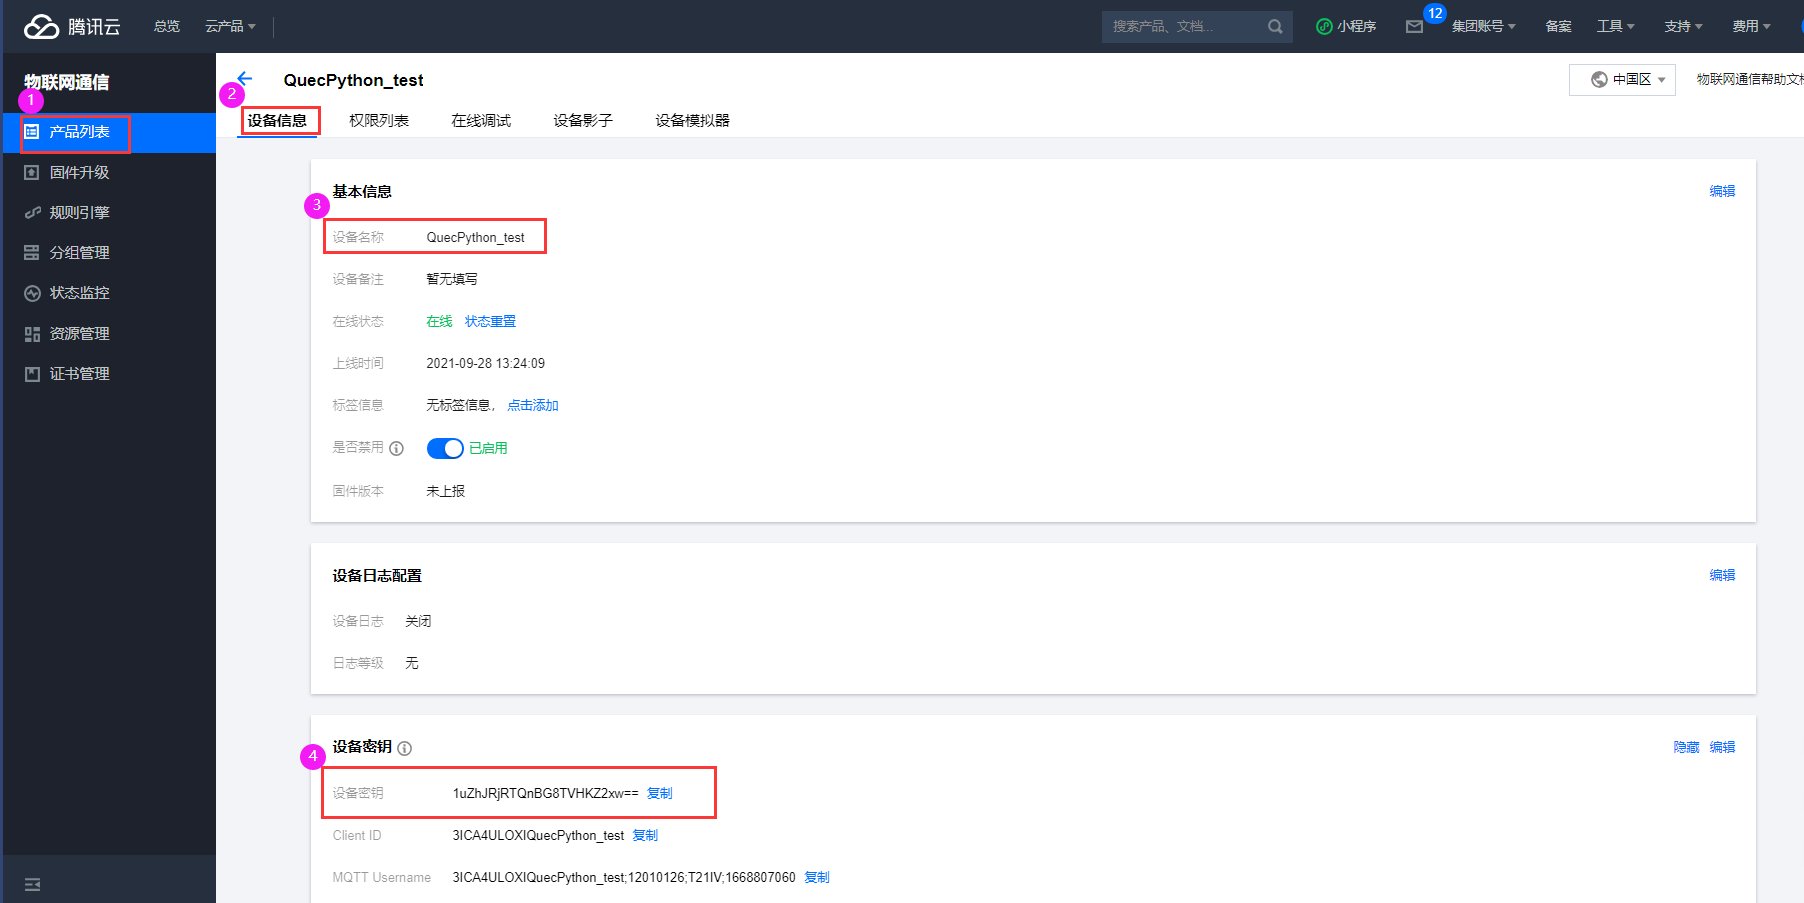 腾讯云 总览 云产品 搜索产品、文档... 小程序 12 集团账号 备案 工具 支持 费用
物联网通信
1
产品列表
固件升级
规则引擎
分组管理
状态监控
资源管理
证书管理
QuecPython_test 中国区 物联网通信帮助文档
2
设备信息 权限列表 在线调试 设备影子 设备模拟器
基本信息 编辑
3
设备名称 QuecPython_test
设备备注 暂无填写
在线状态 在线 状态重置
上线时间 2021-09-28 13:24:09
标签信息 无标签信息， 点击添加
是否禁用 已启用
固件版本 未上报
设备日志配置 编辑
设备日志 关闭
日志等级 无
设备密钥 隐藏 编辑
4
设备密钥 1uZhJRjRTQnBG8TVHKZ2xw== 复制
Client ID 3ICA4ULOXIQuecPython_test 复制
MQTT Username 3ICA4ULOXIQuecPython_test;12010126;T21IV;1668807060 复制